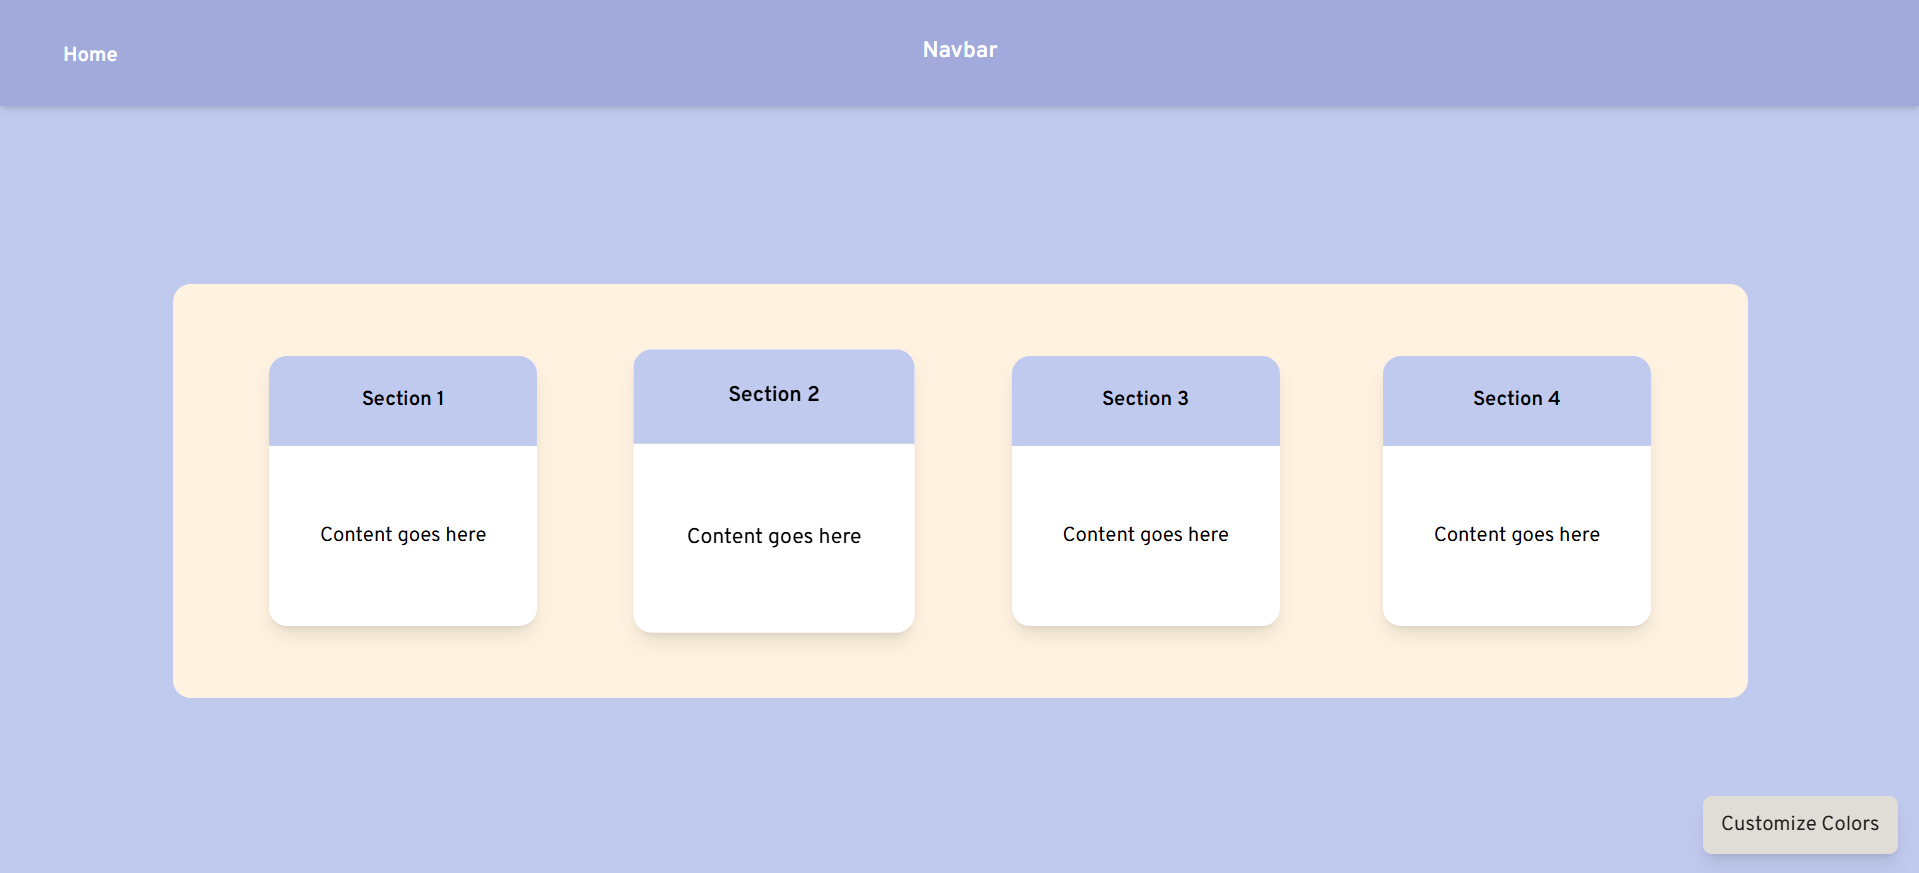 Home
Navbar
Section 1
Section 2
Section 3
Section 4
Content goes here
Content goes here
Content goes here
Content goes here
Customize Colors